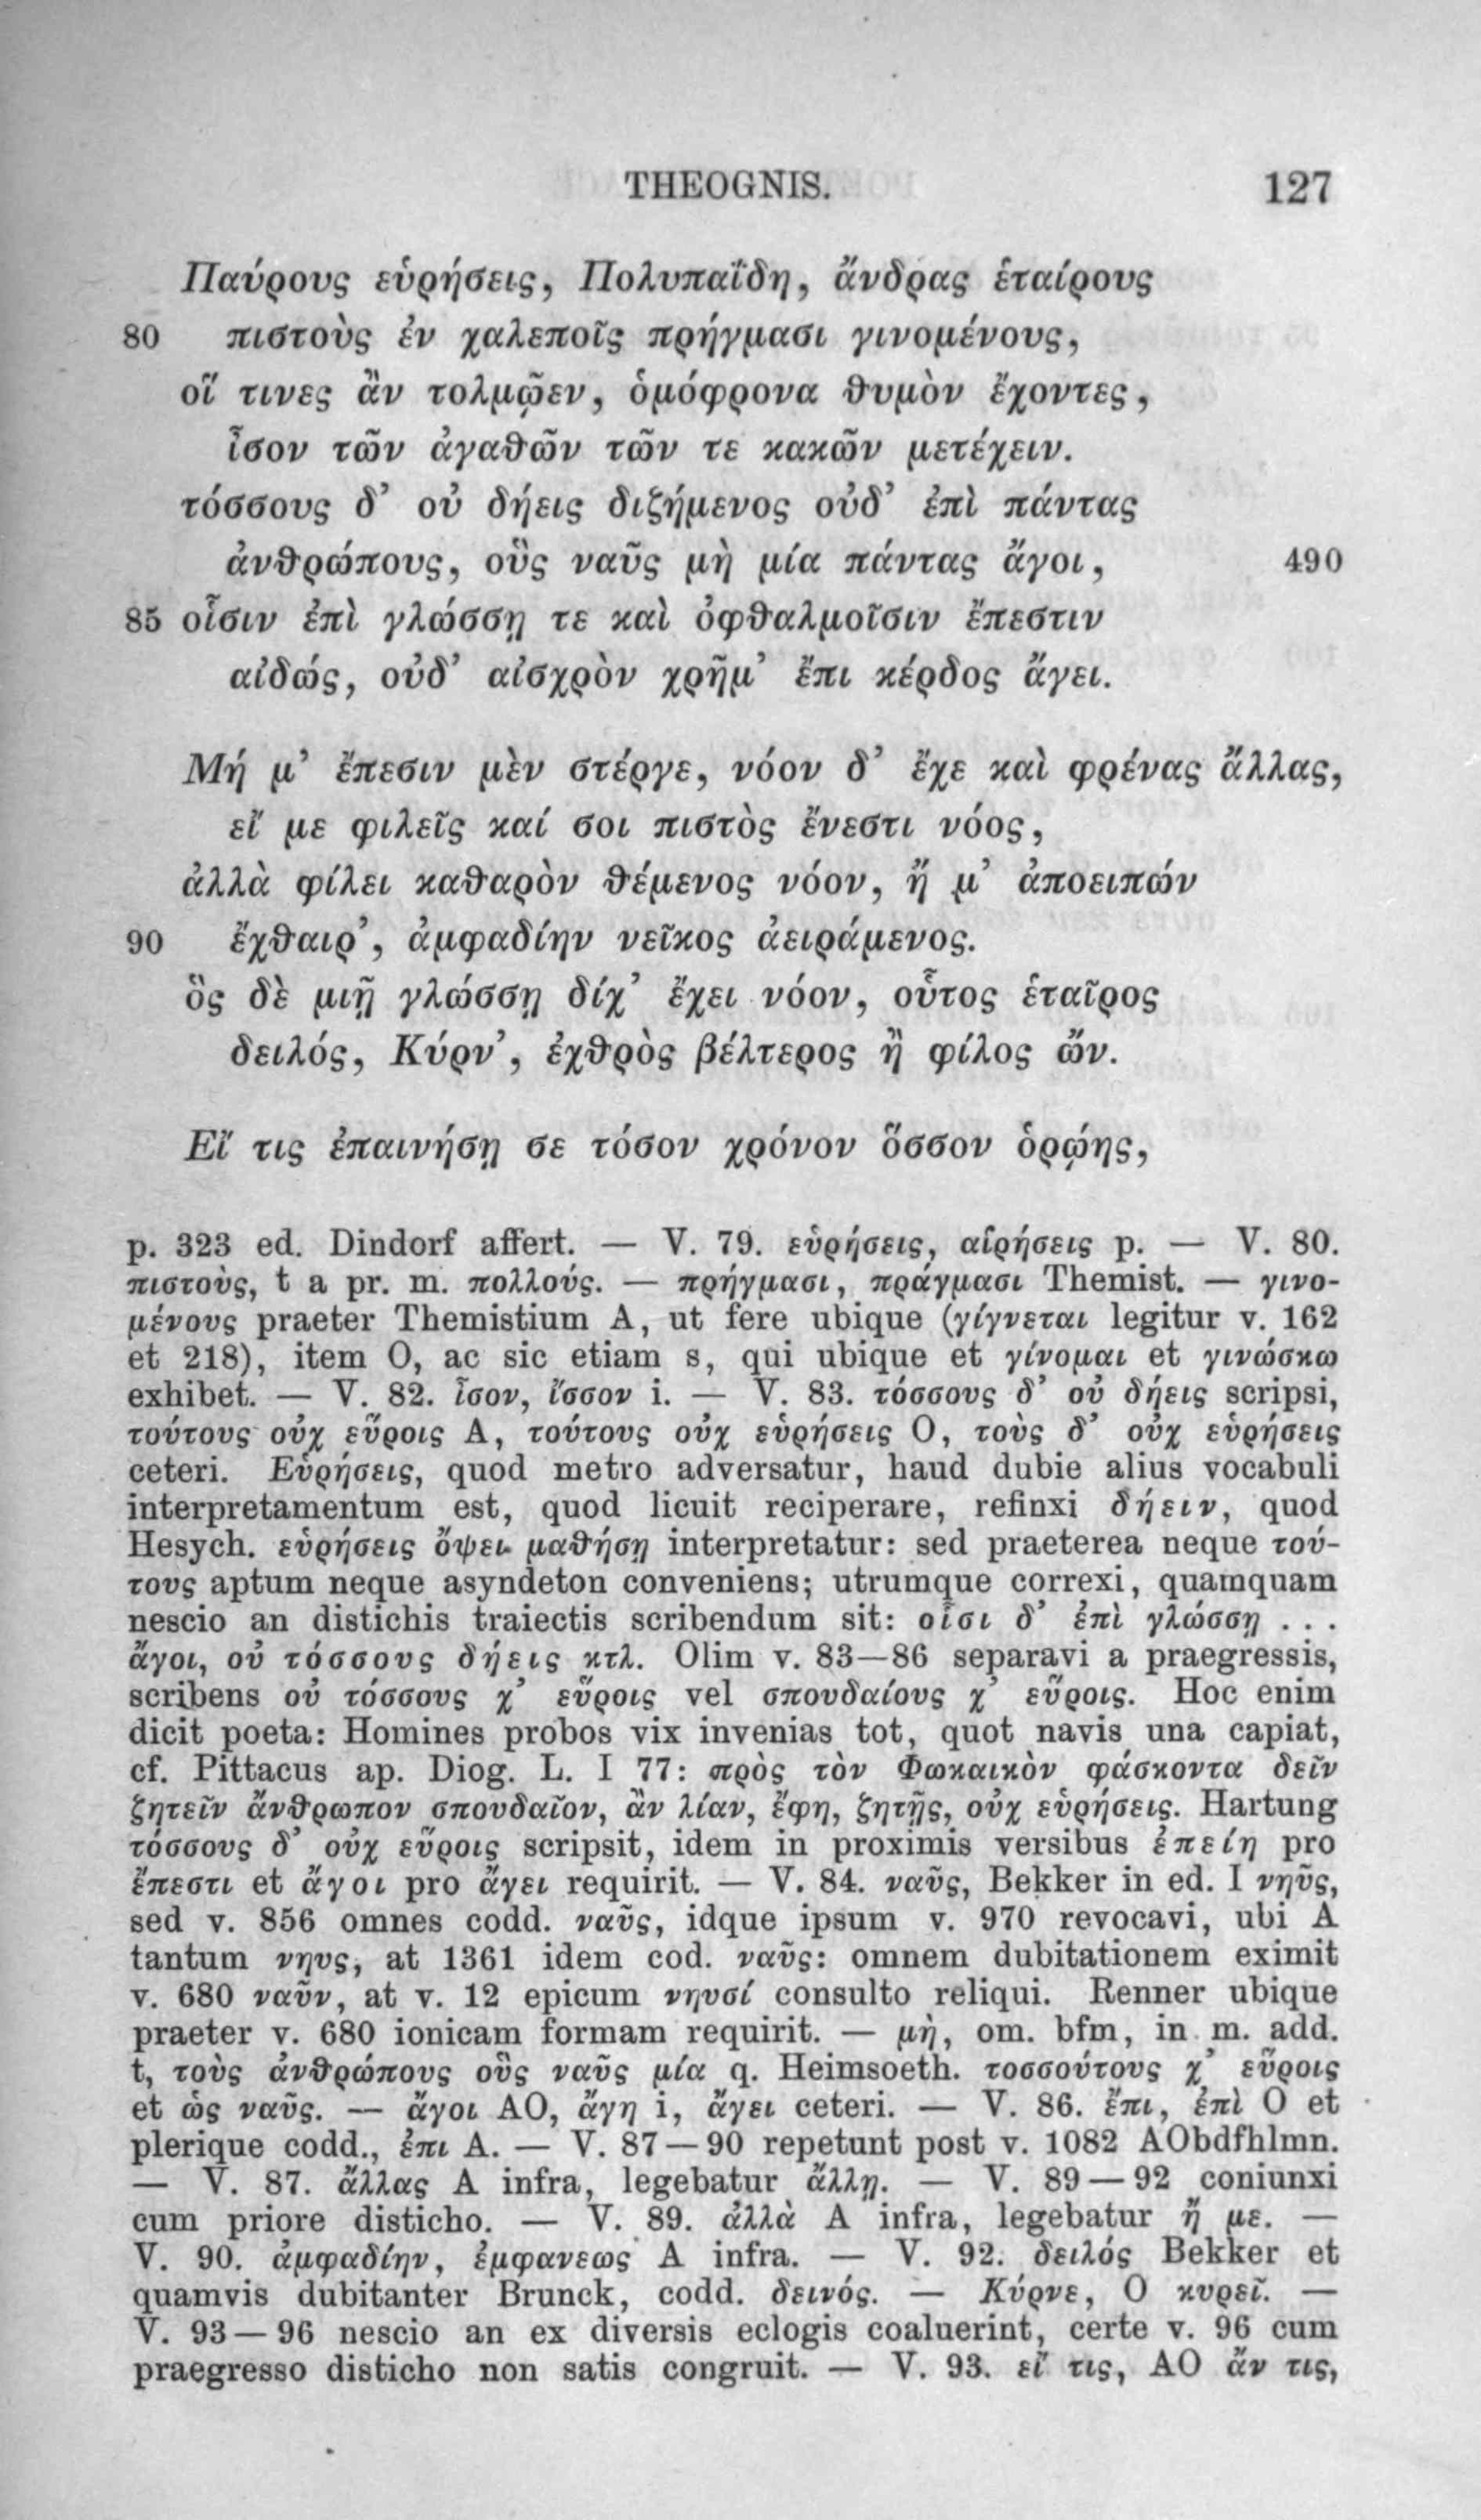 THEOGNIS. 127
Παύρους εὑρήσεις, Πολυπαΐδη, ἄνδρας ἑταίρους
80 πιστοὺς ἐν χαλεποῖς πρήγμασι γινομένους,
οἵ τινες ἂν τολμῷεν, ὁμόφρονα θυμὸν ἔχοντες,
ἶσον τῶν ἀγαθῶν τῶν τε κακῶν μετέχειν.
τόσσους δ’ οὐ δήεις διζήμενος οὐδ’ ἐπὶ πάντας
ἀνθρώπους, οὓς ναῦς μὴ μία πάντας ἄγοι, 490
85 οἷσιν ἐπὶ γλώσσῃ τε καὶ ὀφθαλμοῖσιν ἔπεστιν
αἰδώς, οὐδ’ αἰσχρὸν χρῆμ’ ἔπι κέρδος ἄγει.
Μή μ’ ἔπεσιν μὲν στέργε, νόον δ’ ἔχε καὶ φρένας ἄλλας,
εἴ με φιλεῖς καί σοι πιστὸς ἔνεστι νόος,
ἀλλὰ φίλει καθαρὸν θέμενος νόον, ἤ μ’ ἀποειπών
90 ἔχθαιρ’, ἀμφαδίην νεῖκος ἀειράμενος.
ὃς δὲ μιῇ γλώσσῃ δίχ’ ἔχει νόον, οὗτος ἑταῖρος
δειλός, Κύρν’, ἐχθρὸς βέλτερος ἢ φίλος ὤν.
Εἴ τις ἐπαινήσῃ σε τόσον χρόνον ὅσσον ὁρῴης,
p. 323 ed. Dindorf affert. — V. 79. εὑρήσεις, αἱρήσεις p. — V. 80.
πιστοὺς, t a pr. m. πολλούς. — πρήγμασι, πράγμασι Themist. — γινο-
μένους praeter Themistium A, ut fere ubique (γίγνεται legitur v. 162
et 218), item O, ac sic etiam s, qui ubique et γίνομαι et γινώσκω
exhibet. — V. 82. ἶσον, ἴσσον i. — V. 83. τόσσους δ’ οὐ δήεις scripsi,
τούτους οὐχ εὕροις A, τούτους οὐχ εὑρήσεις O, τοὺς δ’ οὐχ εὑρήσεις
ceteri. Εὑρήσεις, quod metro adversatur, haud dubie alius vocabuli
interpretamentum est, quod licuit reciperare, refinxi δήειν, quod
Hesych. εὑρήσεις ὄψει μαθήσῃ interpretatur: sed praeterea neque τού-
τους aptum neque asyndeton conveniens; utrumque correxi, quamquam
nescio an distichis traiectis scribendum sit: οἷσι δ’ ἐπὶ γλώσσῃ . . .
ἄγοι, οὐ τόσσους δήεις κτλ. Olim v. 83—86 separavi a praegressis,
scribens οὐ τόσσους χ’ εὕροις vel σπουδαίους χ’ εὕροις. Hoc enim
dicit poeta: Homines probos vix invenias tot, quot navis una capiat,
cf. Pittacus ap. Diog. L. I 77: πρὸς τὸν Φωκαικὸν φάσκοντα δεῖν
ζητεῖν ἄνθρωπον σπουδαῖον, ἂν λίαν, ἔφη, ζητῇς, οὐχ εὑρήσεις. Hartung
τόσσους δ’ οὐχ εὕροις scripsit, idem in proximis versibus ἐπείη pro
ἔπεστι et ἄγοι pro ἄγει requirit. — V. 84. ναῦς, Bekker in ed. I νηῦς,
sed v. 856 omnes codd. ναῦς, idque ipsum v. 970 revocavi, ubi A
tantum νηυς, at 1361 idem cod. ναῦς: omnem dubitationem eximit
v. 680 ναῦν, at v. 12 epicum νηυσί consulto reliqui. Renner ubique
praeter v. 680 ionicam formam requirit. — μὴ, om. bfm, in m. add.
t, τοὺς ἀνθρώπους οὓς ναῦς μία q. Heimsoeth. τοσσούτους χ’ εὕροις
et ὡς ναῦς. — ἄγοι AO, ἄγη i, ἄγει ceteri. — V. 86. ἔπι, ἐπὶ O et
plerique codd., ἐπι A. — V. 87—90 repetunt post v. 1082 AObdfhlmn.
— V. 87. ἄλλας A infra, legebatur ἄλλῃ. — V. 89—92 coniunxi
cum priore disticho. — V. 89. ἀλλὰ A infra, legebatur ἤ με. —
V. 90. ἀμφαδίην, ἐμφανεως A infra. — V. 92. δειλός Bekker et
quamvis dubitanter Brunck, codd. δεινός. — Κύρνε, O κυρεῖ. —
V. 93—96 nescio an ex diversis eclogis coaluerint, certe v. 96 cum
praegresso disticho non satis congruit. — V. 93. εἴ τις, AO ἄν τις,